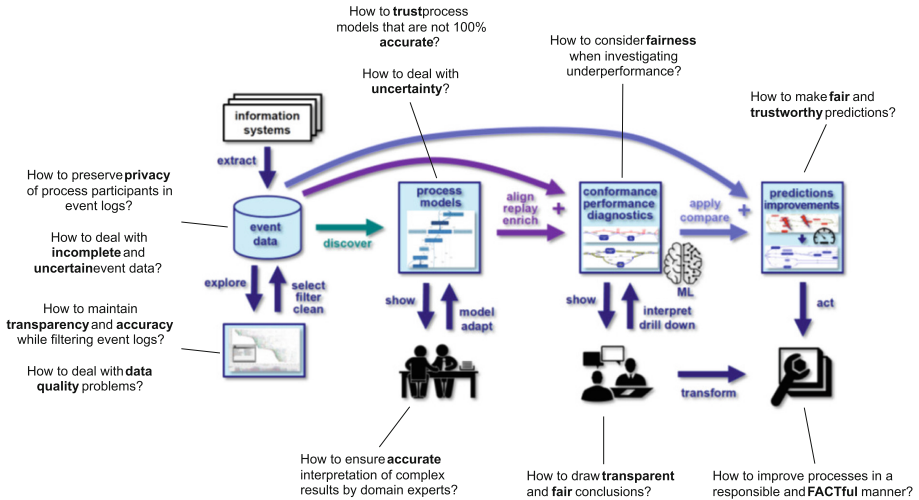 How to trustprocess
models that are not 100%
accurate?
How to deal with
uncertainty?
How to consider fairness
when investigating
underperformance?
How to make fair and
trustworthy predictions?
information
systems
extract
How to preserve privacy
of process participants in
event logs?
How to deal with
incomplete and
uncertainevent data?
event
data
discover
process
models
align
replay
enrich
+
conformance
performance
diagnostics
apply
compare
+
predictions
improvements
ML
explore
select
filter
clean
show
model
adapt
show
interpret
drill down
act
How to maintain
transparency and accuracy
while filtering event logs?
How to deal with data
quality problems?
transform
How to ensure accurate
interpretation of complex
results by domain experts?
How to draw transparent
and fair conclusions?
How to improve processes in a
responsible and FACTful manner?